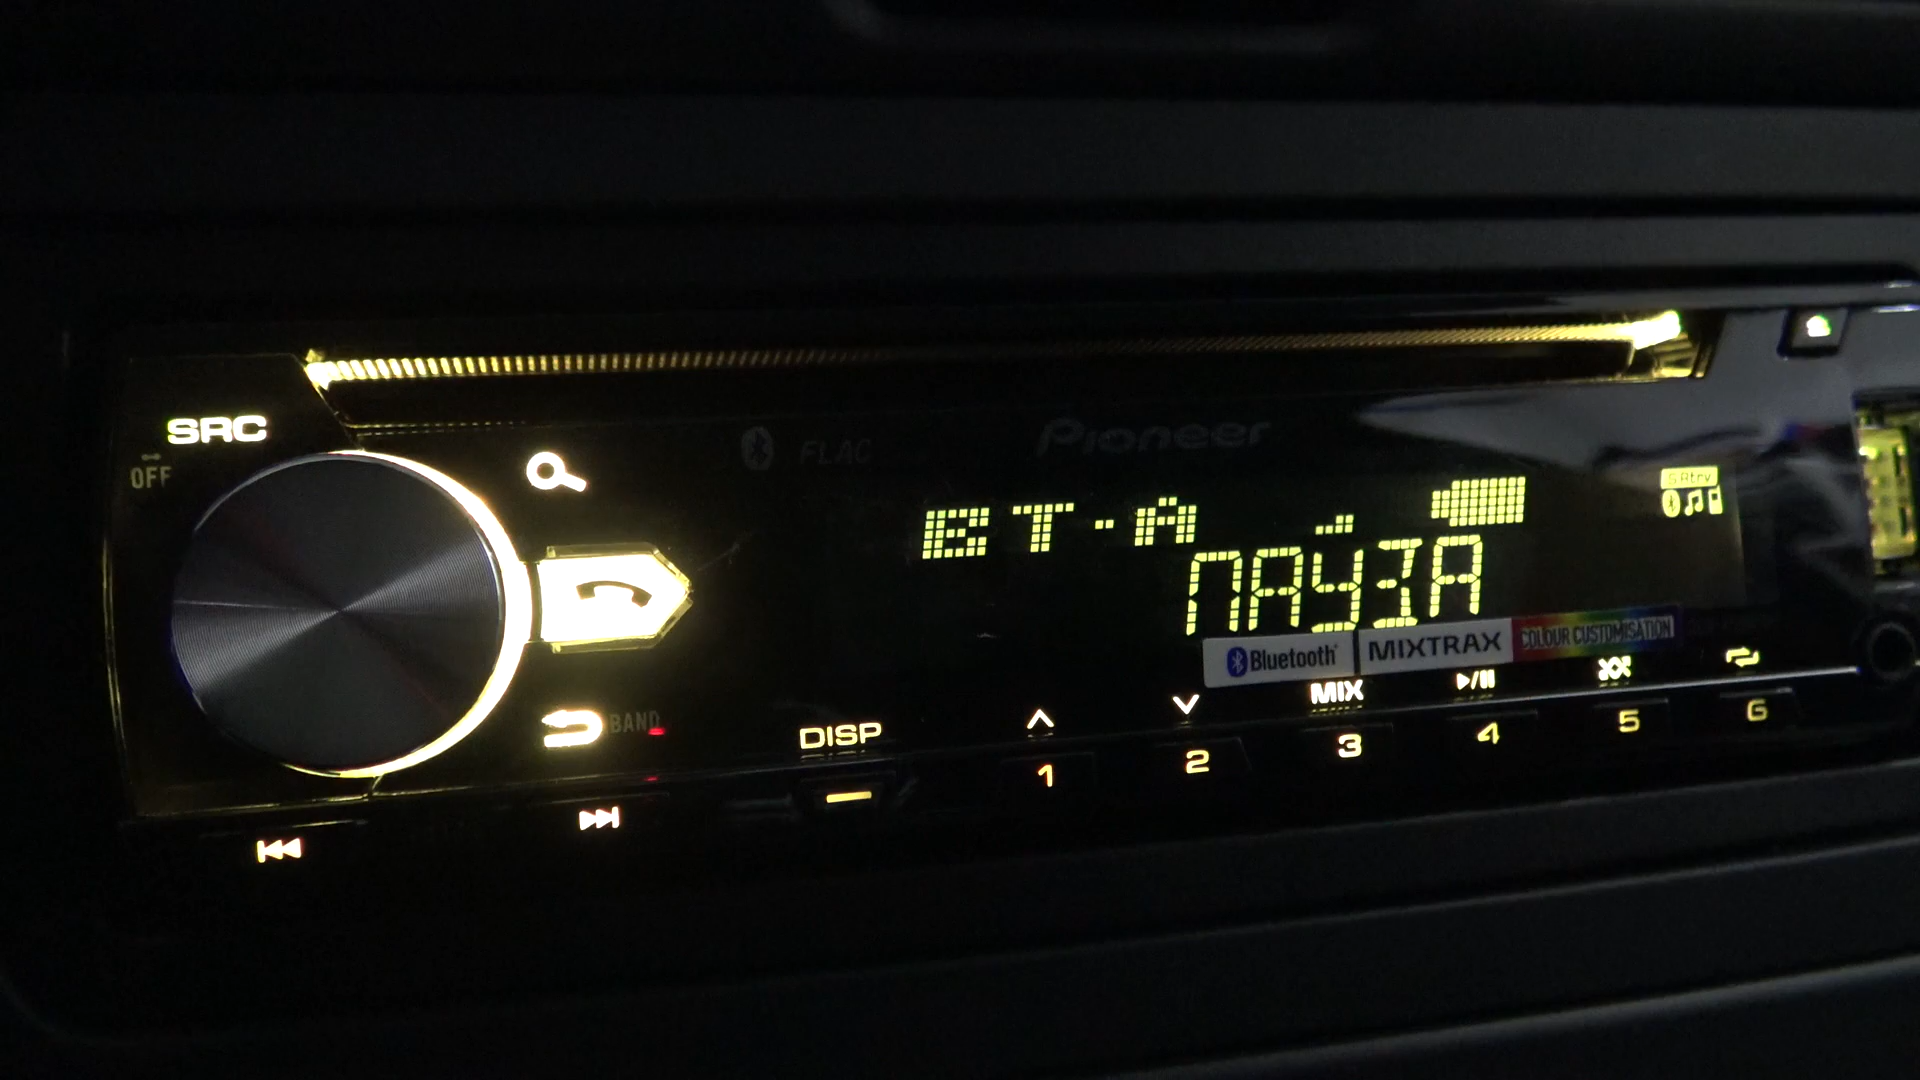 SRC
OFF
FLAC
Pioneer
BT-A
S.Rtrv
ПАУЗА
Bluetooth MIXTRAX COLOUR CUSTOMISATION
BAND
DISP
MIX
1 2 3 4 5 6